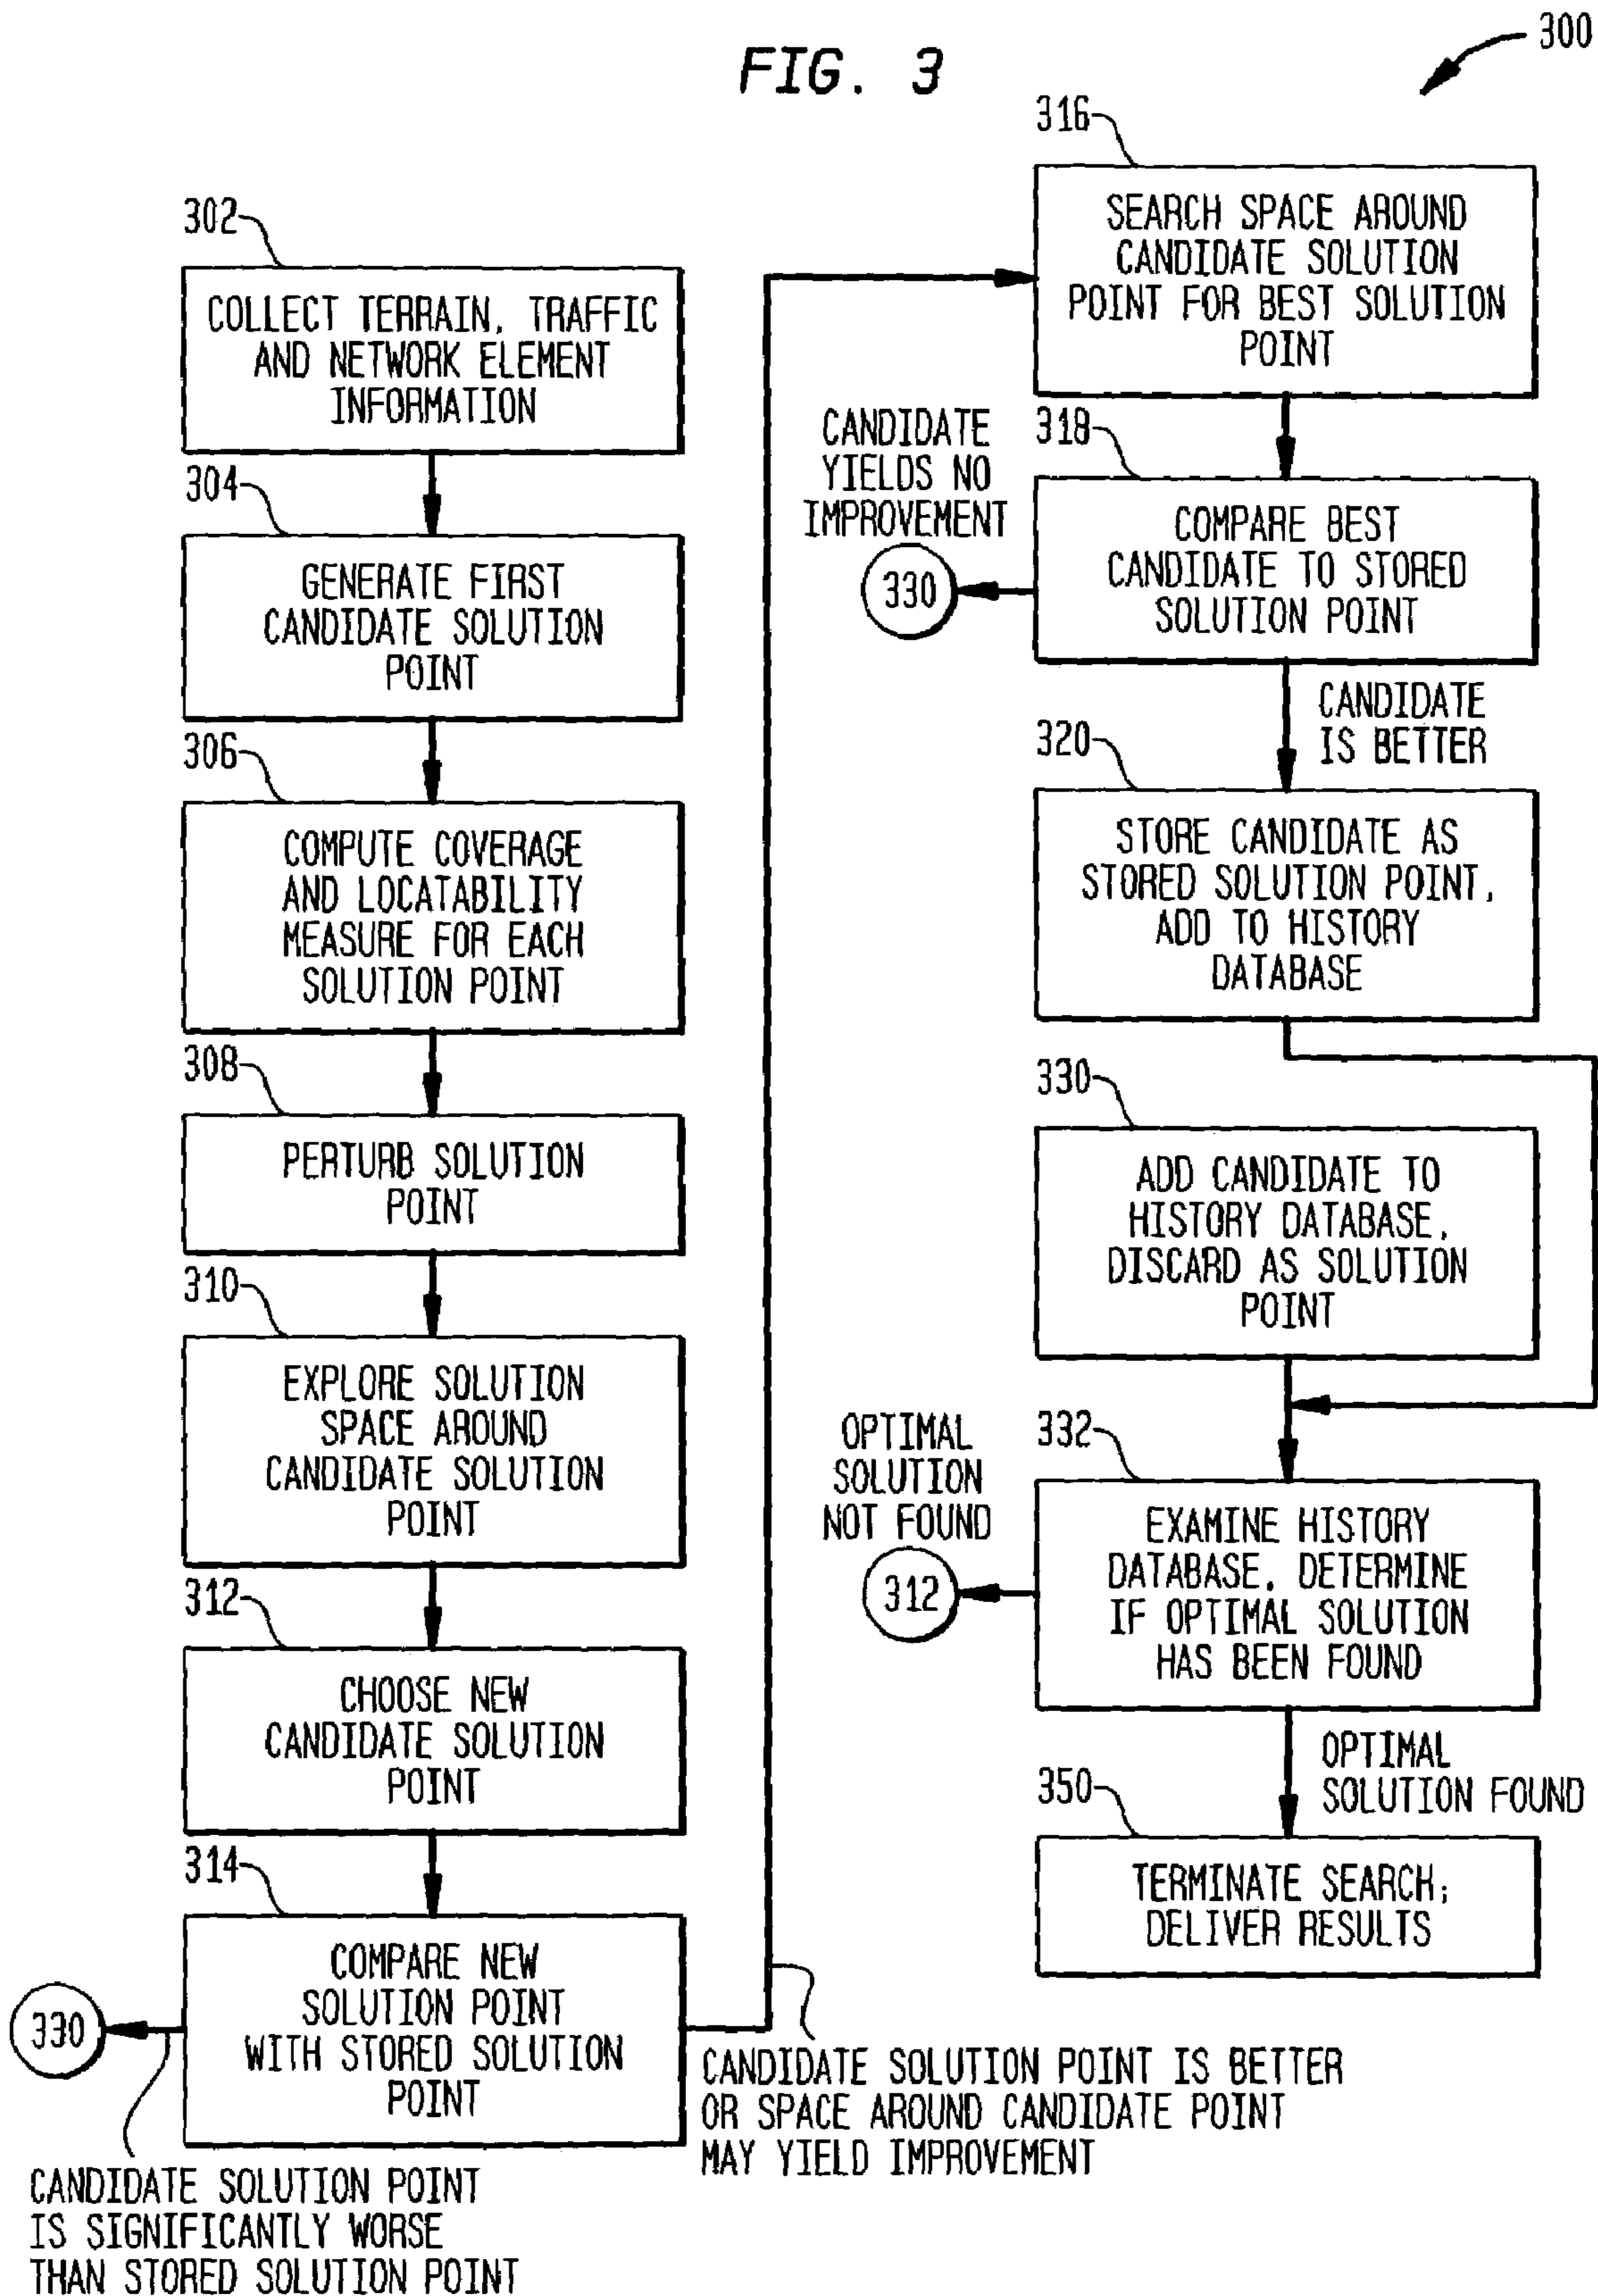 FIG. 3
300
302
COLLECT TERRAIN, TRAFFIC
AND NETWORK ELEMENT
INFORMATION
304
GENERATE FIRST
CANDIDATE SOLUTION
POINT
306
COMPUTE COVERAGE
AND LOCATABILITY
MEASURE FOR EACH
SOLUTION POINT
308
PERTURB SOLUTION
POINT
310
EXPLORE SOLUTION
SPACE AROUND
CANDIDATE SOLUTION
POINT
312
CHOOSE NEW
CANDIDATE SOLUTION
POINT
314
COMPARE NEW
SOLUTION POINT
WITH STORED SOLUTION
POINT
330
CANDIDATE SOLUTION POINT
IS SIGNIFICANTLY WORSE
THAN STORED SOLUTION POINT
CANDIDATE SOLUTION POINT IS BETTER
OR SPACE AROUND CANDIDATE POINT
MAY YIELD IMPROVEMENT
316
SEARCH SPACE AROUND
CANDIDATE SOLUTION
POINT FOR BEST SOLUTION
POINT
318
COMPARE BEST
CANDIDATE TO STORED
SOLUTION POINT
CANDIDATE
YIELDS NO
IMPROVEMENT
330
CANDIDATE
IS BETTER
320
STORE CANDIDATE AS
STORED SOLUTION POINT,
ADD TO HISTORY
DATABASE
330
ADD CANDIDATE TO
HISTORY DATABASE,
DISCARD AS SOLUTION
POINT
332
EXAMINE HISTORY
DATABASE, DETERMINE
IF OPTIMAL SOLUTION
HAS BEEN FOUND
OPTIMAL
SOLUTION
NOT FOUND
312
OPTIMAL
SOLUTION FOUND
350
TERMINATE SEARCH;
DELIVER RESULTS